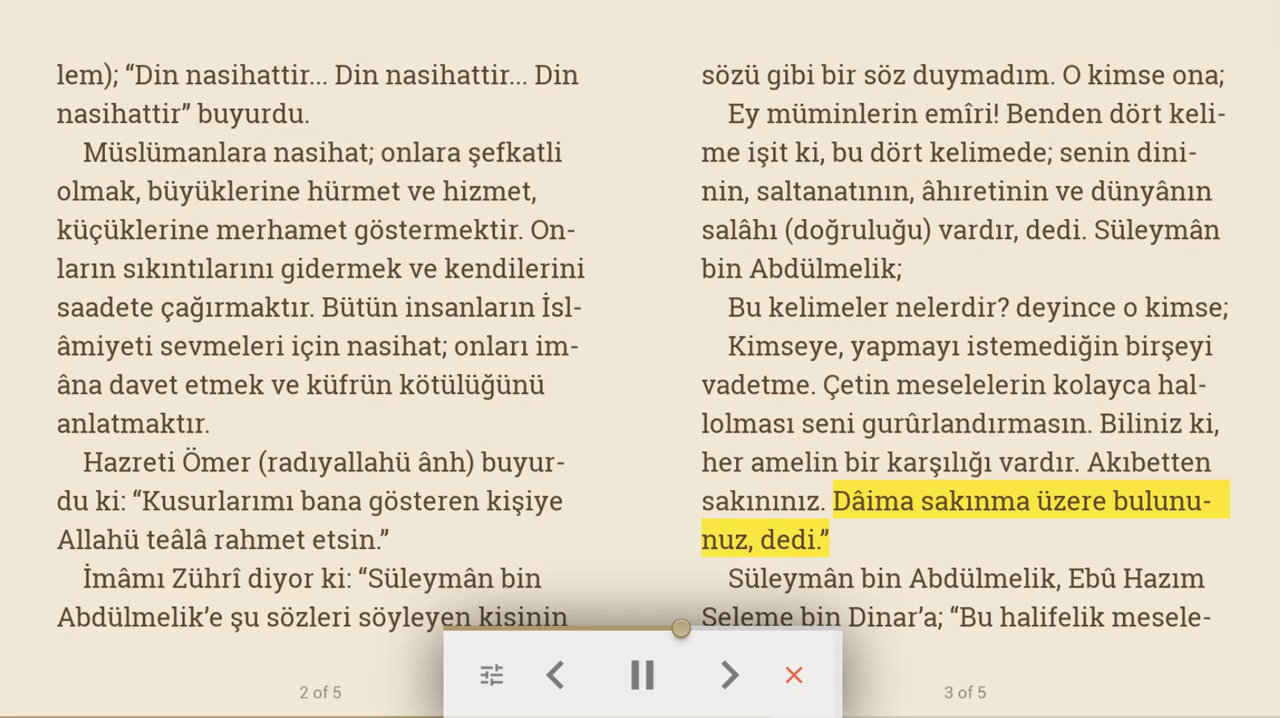 lem); “Din nasihattir... Din nasihattir... Din
nasihattir” buyurdu.
Müslümanlara nasihat; onlara şefkatli
olmak, büyüklerine hürmet ve hizmet,
küçüklerine merhamet göstermektir. On-
ların sıkıntılarını gidermek ve kendilerini
saadete çağırmaktır. Bütün insanların İsl-
âmiyeti sevmeleri için nasihat; onları im-
âna davet etmek ve küfrün kötülüğünü
anlatmaktır.
Hazreti Ömer (radıyallahü ânh) buyur-
du ki: “Kusurlarımı bana gösteren kişiye
Allahü teâlâ rahmet etsin.”
İmâmı Zührî diyor ki: “Süleymân bin
Abdülmelik’e şu sözleri söyleyen kişinin
2 of 5
sözü gibi bir söz duymadım. O kimse ona;
Ey müminlerin emîri! Benden dört keli-
me işit ki, bu dört kelimede; senin dini-
nin, saltanatının, âhıretinin ve dünyânın
salâhı (doğruluğu) vardır, dedi. Süleymân
bin Abdülmelik;
Bu kelimeler nelerdir? deyince o kimse;
Kimseye, yapmayı istemediğin birşeyi
vadetme. Çetin meselelerin kolayca hal-
lolması seni gurûrlandırmasın. Biliniz ki,
her amelin bir karşılığı vardır. Akıbetten
sakınınız. Dâima sakınma üzere bulunu-
nuz, dedi.”
Süleymân bin Abdülmelik, Ebû Hazım
Seleme bin Dinar’a; “Bu halifelik mesele-
3 of 5